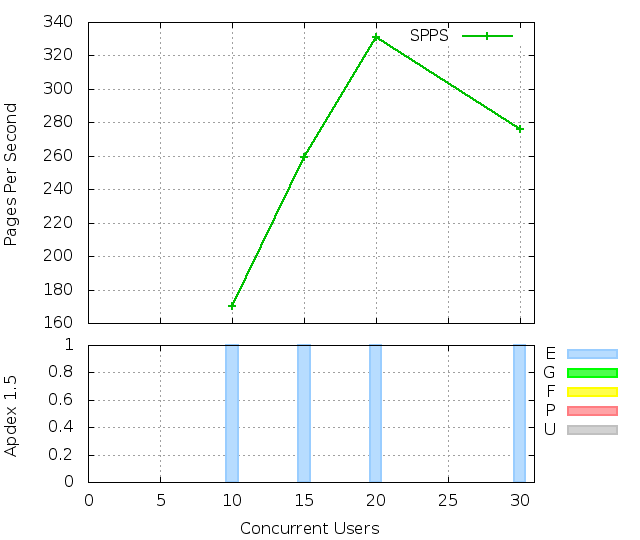 340
320
300
280
260
240
220
200
180
160
Pages Per Second
SPPS
1
0.8
0.6
0.4
0.2
0
Apdex 1.5
E
G
F
P
U
0 5 10 15 20 25 30
Concurrent Users